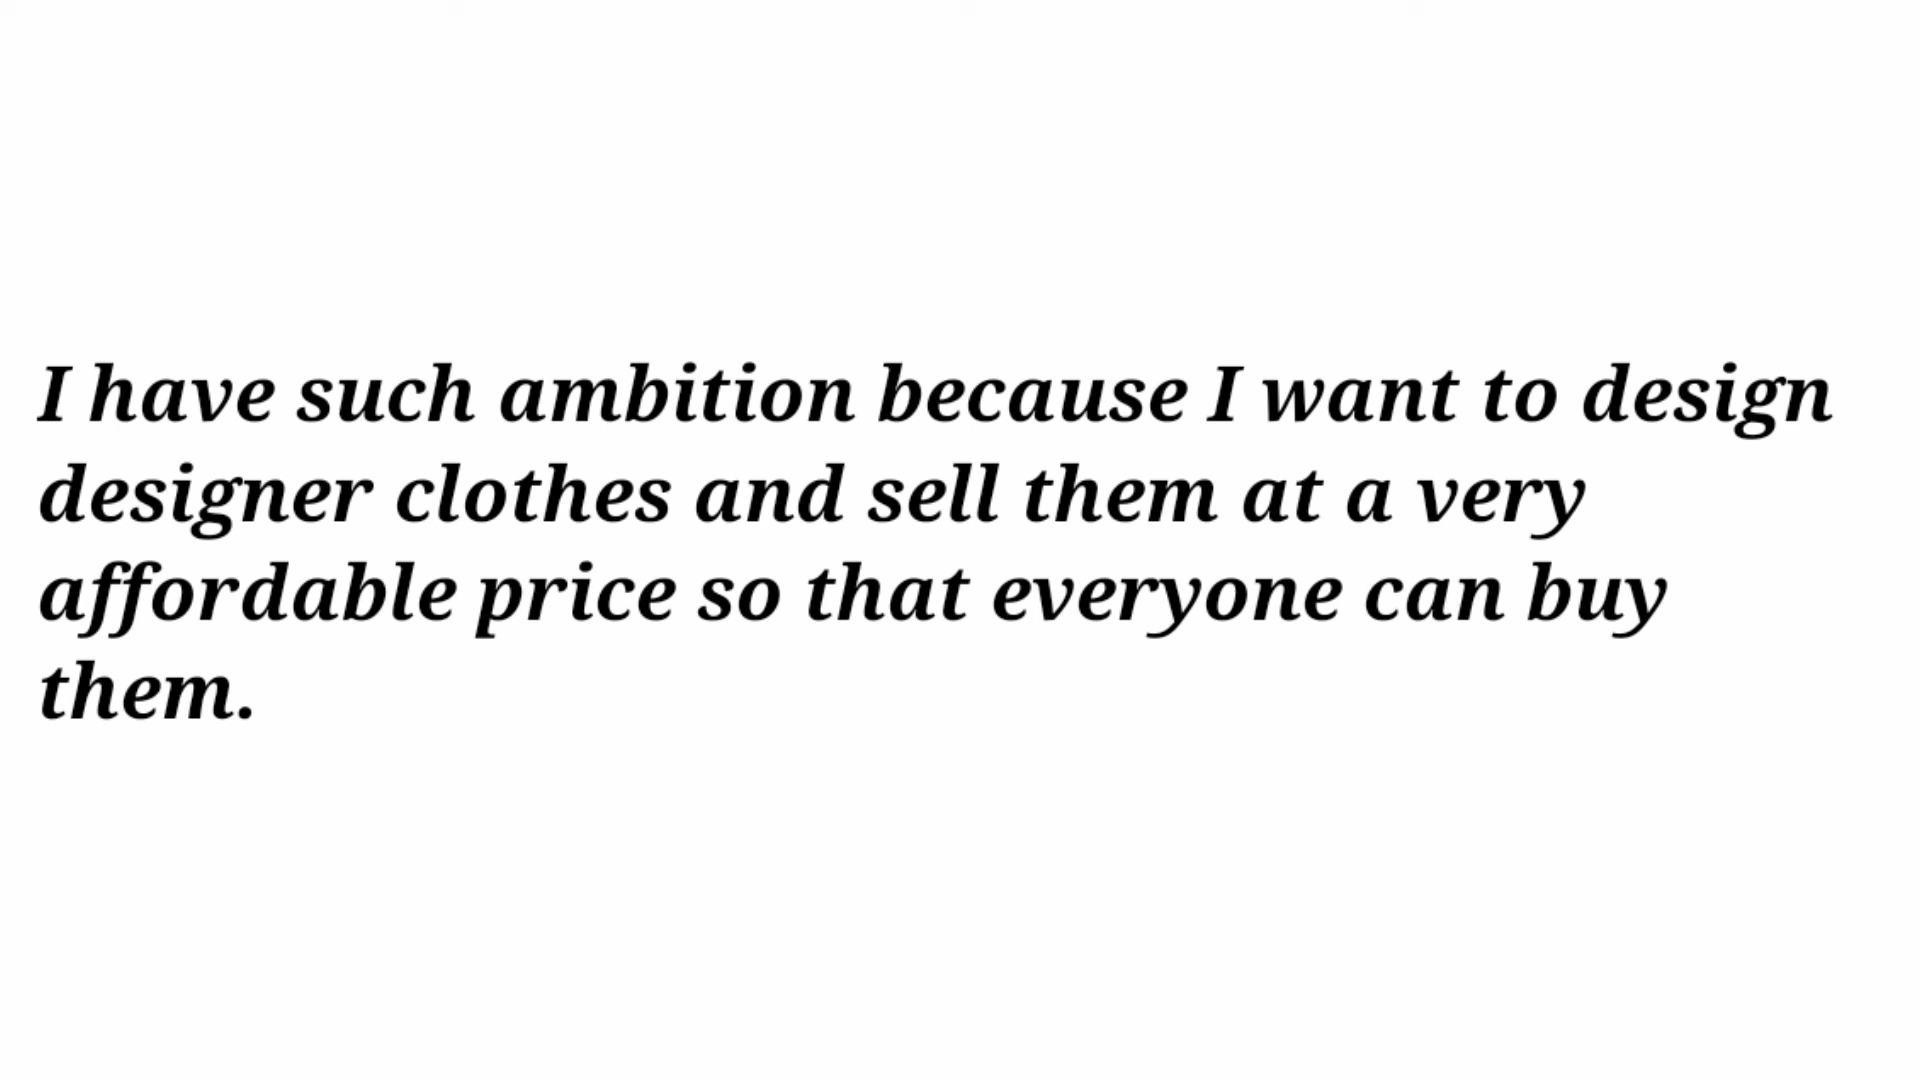 I have such ambition because I want to design
designer clothes and sell them at a very
affordable price so that everyone can buy
them.